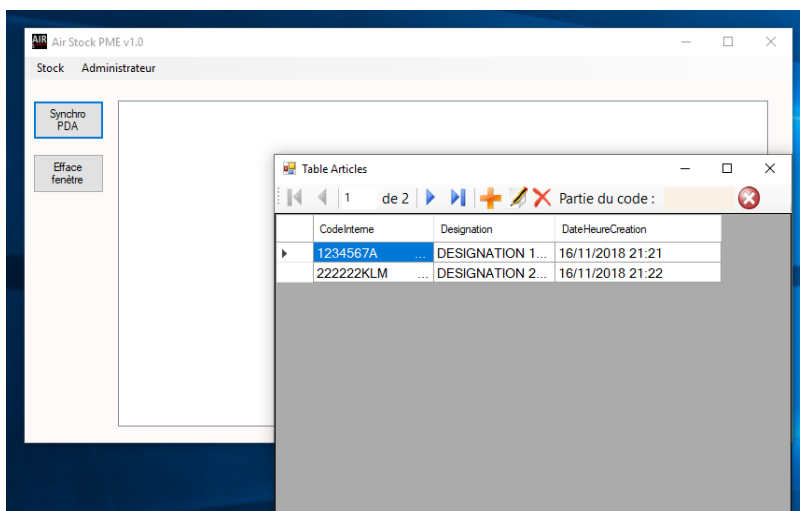 AIR Air Stock PME v1.0
Stock Administrateur
Synchro
PDA
Efface
fenêtre
Table Articles
1 de 2 Partie du code :
CodeInterne Designation DateHeureCreation
1234567A ... DESIGNATION 1... 16/11/2018 21:21
222222KLM ... DESIGNATION 2... 16/11/2018 21:22